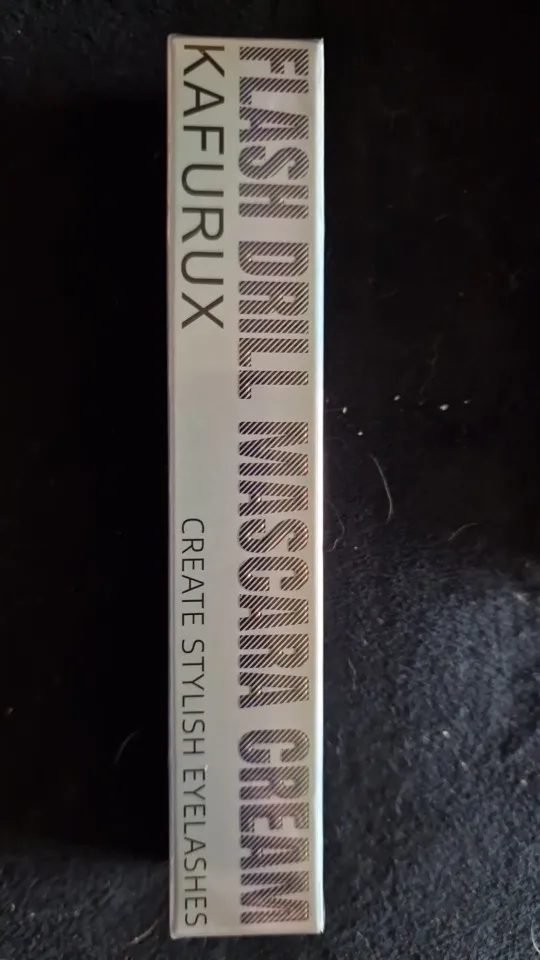 FLASH DRILL MASCARA CREAM
KAFURUX
CREATE STYLISH EYELASHES